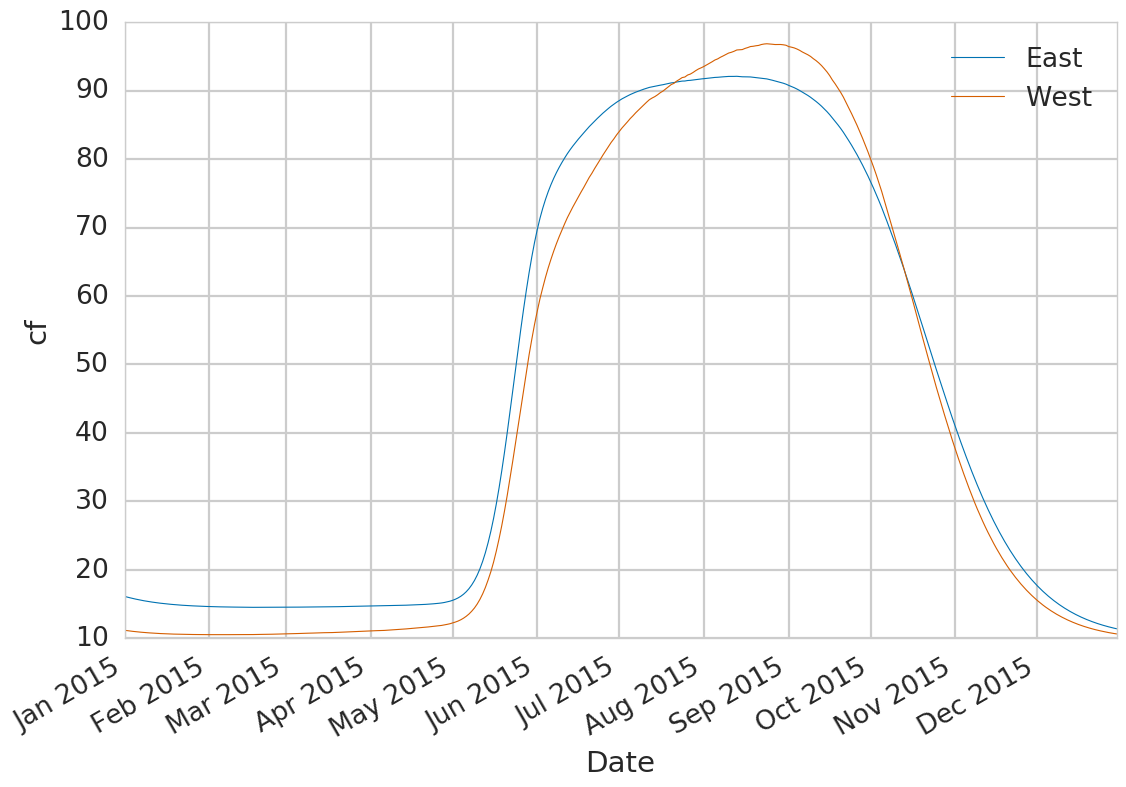 100
90
80
70
60
50
40
30
20
10
cf
East
West
Jan 2015
Feb 2015
Mar 2015
Apr 2015
May 2015
Jun 2015
Jul 2015
Aug 2015
Sep 2015
Oct 2015
Nov 2015
Dec 2015
Date